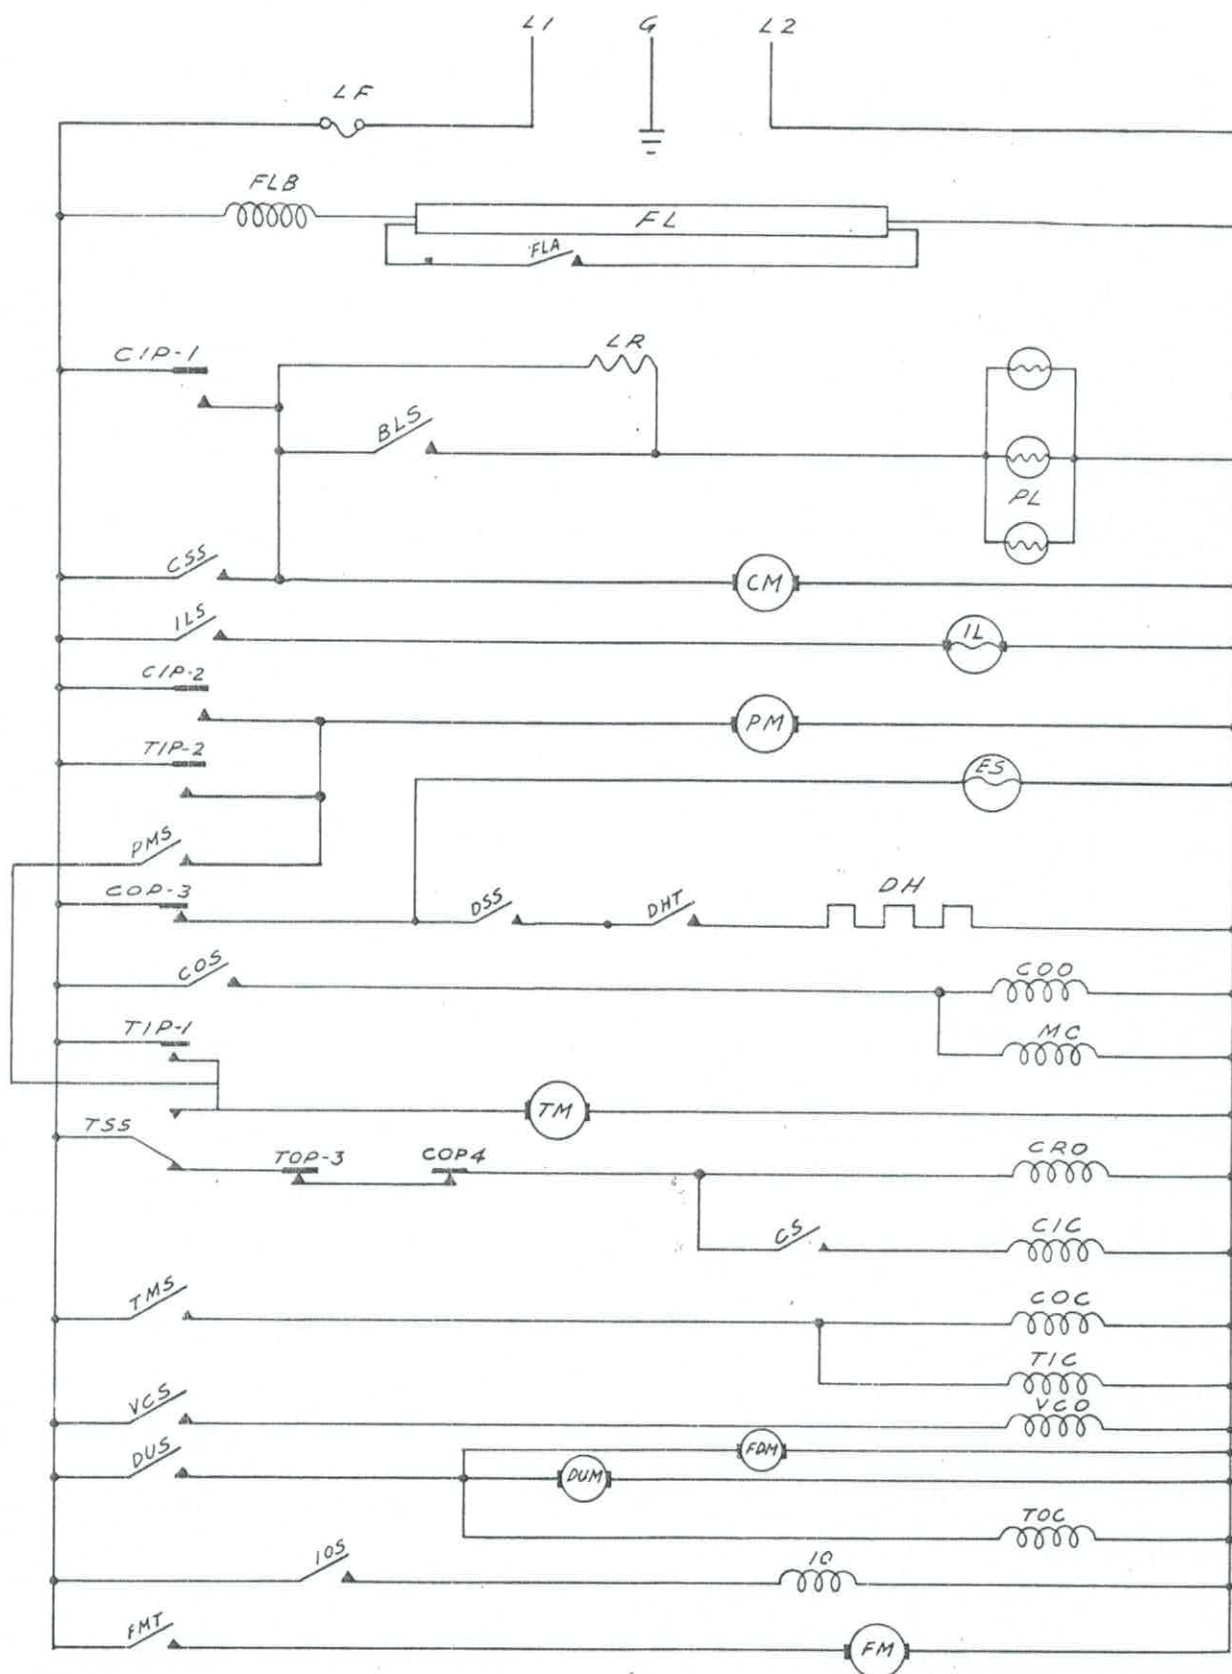 L1 G L2
LF
FLB
FL
FLA
CIP-1
LR
BLS
PL
CSS
CM
ILS
IL
CIP-2
PM
TIP-2
ES
PMS
COP-3
DSS
DHT
DH
COS
COO
TIP-1
MC
TM
TSS
TOP-3
COP4
CRO
CS
CIC
TMS
COC
TIC
VCS
VCO
DUS
FDM
DUM
TOC
IOS
IO
FMT
FM